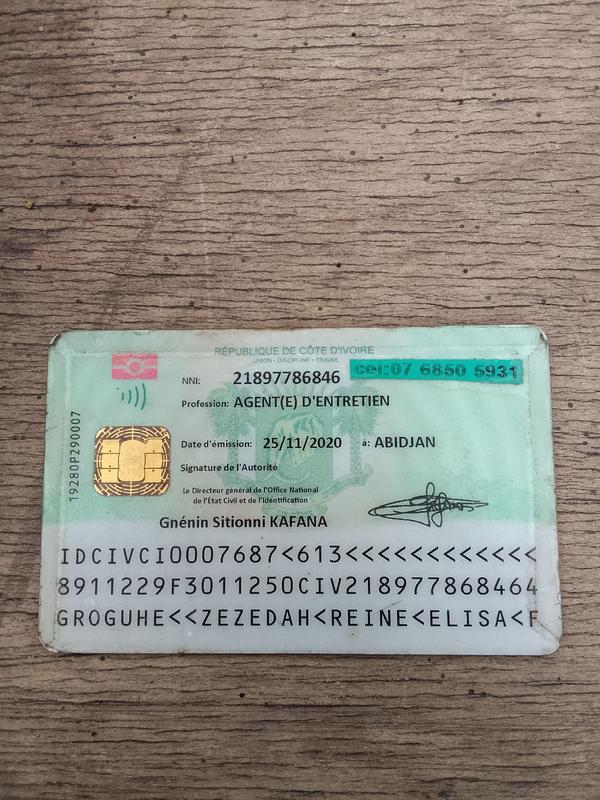 RÉPUBLIQUE DE CÔTE D'IVOIRE
UNION - DISCIPLINE - TRAVAIL
NNI: 21897786846
cel:07 6850 5931
Profession: AGENT(E) D'ENTRETIEN
19280P290007
Date d'émission: 25/11/2020 à: ABIDJAN
Signature de l'Autorité
Le Directeur général de l'Office National
de l'État Civil et de l'Identification
Gnénin Sitionni KAFANA
IDCIVCI0007687<613<<<<<<<<<<<<
8911229F3011250CIV218977868464
GROGUHE<<ZEZEDAH<REINE<ELISA<F